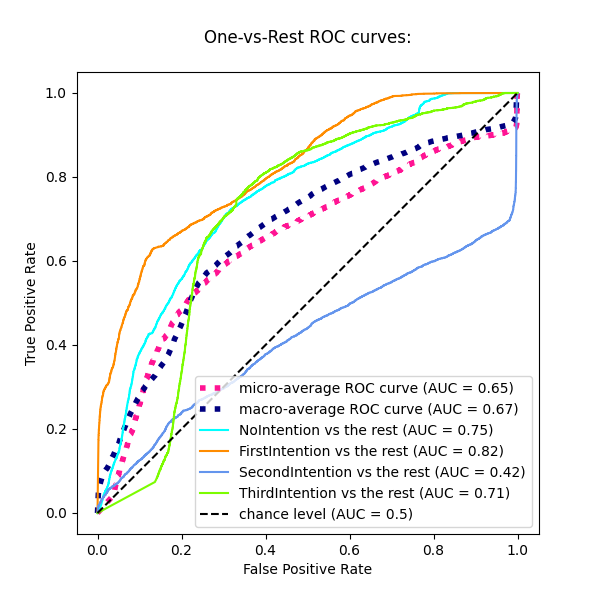 One-vs-Rest ROC curves:
True Positive Rate
1.0
0.8
0.6
0.4
0.2
0.0
micro-average ROC curve (AUC = 0.65)
macro-average ROC curve (AUC = 0.67)
NoIntention vs the rest (AUC = 0.75)
FirstIntention vs the rest (AUC = 0.82)
SecondIntention vs the rest (AUC = 0.42)
ThirdIntention vs the rest (AUC = 0.71)
chance level (AUC = 0.5)
0.0 0.2 0.4 0.6 0.8 1.0
False Positive Rate